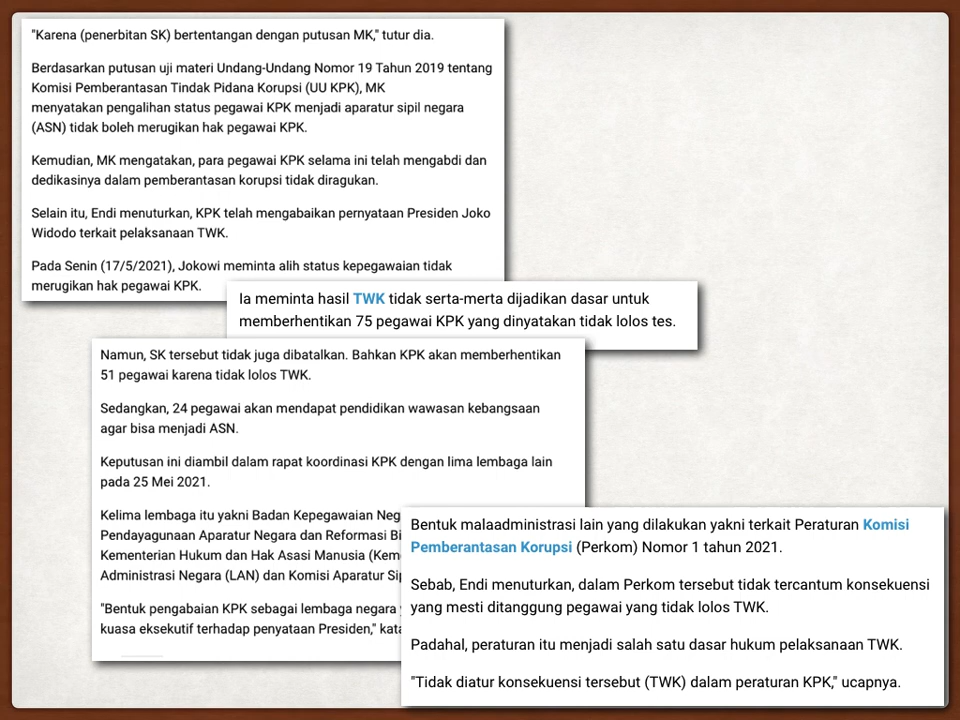 "Karena (penerbitan SK) bertentangan dengan putusan MK," tutur dia.
Berdasarkan putusan uji materi Undang-Undang Nomor 19 Tahun 2019 tentang
Komisi Pemberantasan Tindak Pidana Korupsi (UU KPK), MK
menyatakan pengalihan status pegawai KPK menjadi aparatur sipil negara
(ASN) tidak boleh merugikan hak pegawai KPK.
Kemudian, MK mengatakan, para pegawai KPK selama ini telah mengabdi dan
dedikasinya dalam pemberantasan korupsi tidak diragukan.
Selain itu, Endi menuturkan, KPK telah mengabaikan pernyataan Presiden Joko
Widodo terkait pelaksanaan TWK.
Pada Senin (17/5/2021), Jokowi meminta alih status kepegawaian tidak
merugikan hak pegawai KPK.
Ia meminta hasil TWK tidak serta-merta dijadikan dasar untuk
memberhentikan 75 pegawai KPK yang dinyatakan tidak lolos tes.
Namun, SK tersebut tidak juga dibatalkan. Bahkan KPK akan memberhentikan
51 pegawai karena tidak lolos TWK.
Sedangkan, 24 pegawai akan mendapat pendidikan wawasan kebangsaan
agar bisa menjadi ASN.
Keputusan ini diambil dalam rapat koordinasi KPK dengan lima lembaga lain
pada 25 Mei 2021.
Kelima lembaga itu yakni Badan Kepegawaian Neg
Pendayagunaan Aparatur Negara dan Reformasi Bi
Kementerian Hukum dan Hak Asasi Manusia (Keme
Administrasi Negara (LAN) dan Komisi Aparatur Sip
"Bentuk pengabaian KPK sebagai lembaga negara
kuasa eksekutif terhadap penyataan Presiden," kata
Bentuk malaadministrasi lain yang dilakukan yakni terkait Peraturan Komisi
Pemberantasan Korupsi (Perkom) Nomor 1 tahun 2021.
Sebab, Endi menuturkan, dalam Perkom tersebut tidak tercantum konsekuensi
yang mesti ditanggung pegawai yang tidak lolos TWK.
Padahal, peraturan itu menjadi salah satu dasar hukum pelaksanaan TWK.
"Tidak diatur konsekuensi tersebut (TWK) dalam peraturan KPK," ucapnya.